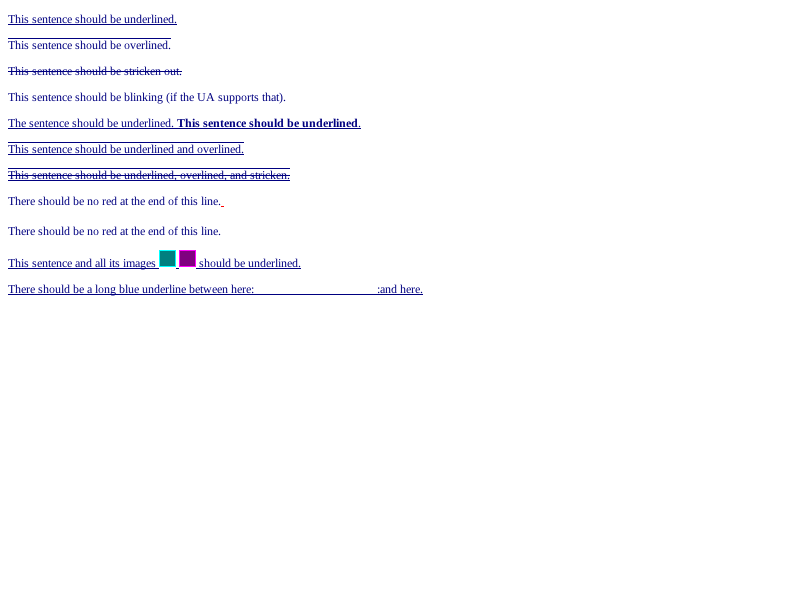 This sentence should be underlined.
This sentence should be overlined.
This sentence should be stricken out.
This sentence should be blinking (if the UA supports that).
The sentence should be underlined. This sentence should be underlined.
This sentence should be underlined and overlined.
This sentence should be underlined, overlined, and stricken.
There should be no red at the end of this line.
There should be no red at the end of this line.
This sentence and all its images should be underlined.
There should be a long blue underline between here: :and here.